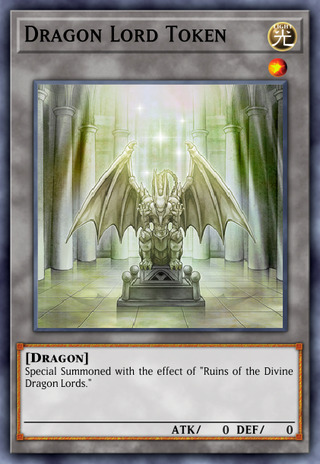 Dragon Lord Token
LIGHT
光
[Dragon]
Special Summoned with the effect of "Ruins of the Divine
Dragon Lords."
ATK/ 0 DEF/ 0